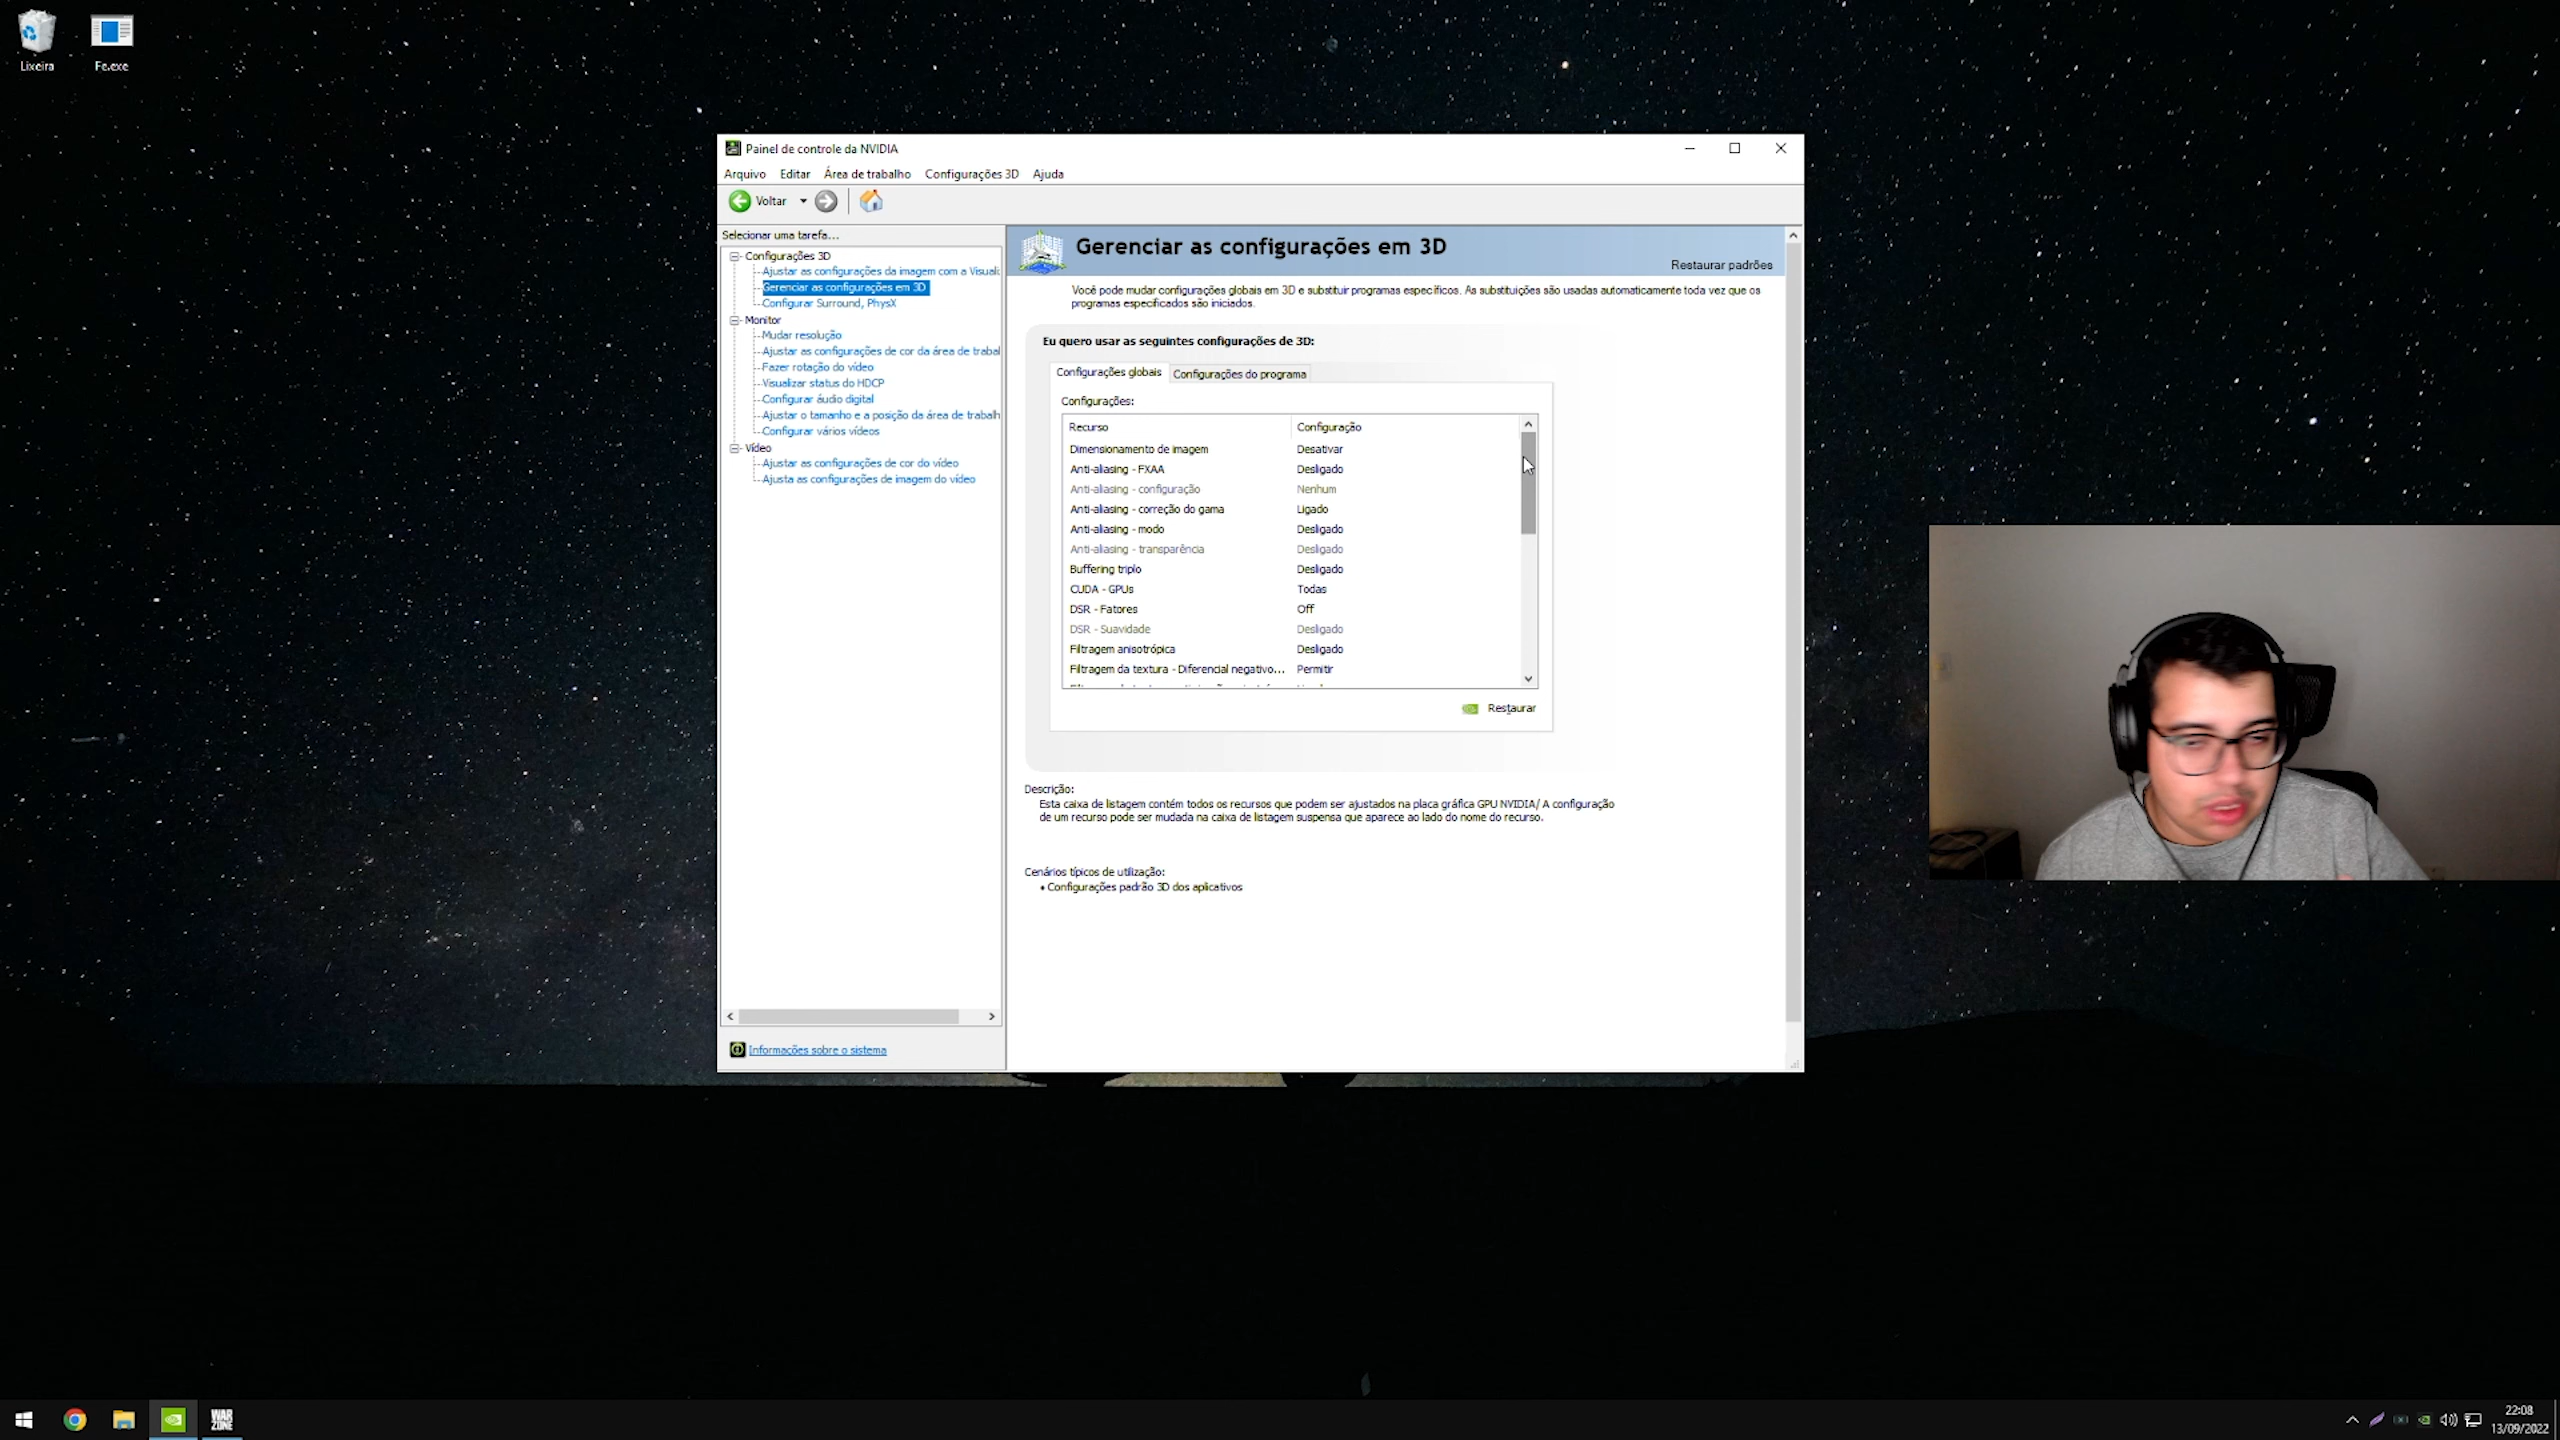 Lixeira
Fe.exe
Painel de controle da NVIDIA
Arquivo Editar Área de trabalho Configurações 3D Ajuda
Voltar
Selecionar uma tarefa...
Configurações 3D
Ajustar as configurações da imagem com a
Gerenciar as configurações em 3D
Configurar Surround, PhysX
Monitor
Mudar resolução
Ajustar as configurações de cor da área de
Fazer rotação do vídeo
Visualizar status do HDCP
Configurar áudio digital
Ajustar o tamanho e a posição da área de
Configurar vários vídeos
Vídeo
Ajustar as configurações de cor do vídeo
Ajusta as configurações de imagem do vídeo
Informações sobre o sistema
Gerenciar as configurações em 3D
Restaurar padrões
Você pode mudar configurações globais em 3D e substituir programas específicos. As substituições são usadas automaticamente toda vez que os
programas especificados são iniciados.
Eu quero usar as seguintes configurações de 3D:
Configurações globais Configurações do programa
Configurações:
Recurso Configuração
Dimensionamento de imagem Desativar
Anti-aliasing - FXAA Desligado
Anti-aliasing - configuração Nenhum
Anti-aliasing - correção do gama Ligado
Anti-aliasing - modo Desligado
Anti-aliasing - transparência Desligado
Buffering triplo Desligado
CUDA - GPUs Todas
DSR - Fatores Off
DSR - Suavidade Desligado
Filtragem anisotrópica Desligado
Filtragem da textura - Diferencial negativo... Permitir
Restaurar
Descrição:
Esta caixa de listagem contém todos os recursos que podem ser ajustados na placa gráfica GPU NVIDIA/ A configuração
de um recurso pode ser mudada na caixa de listagem suspensa que aparece ao lado do nome do recurso.
Cenários típicos de utilização:
• Configurações padrão 3D dos aplicativos
WAR
ZONE
22:08
13/09/2022